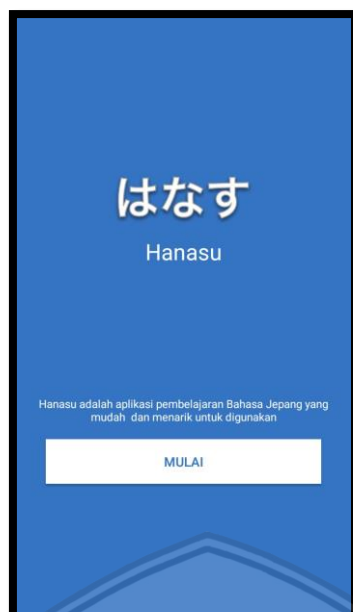 はなす
Hanasu
Hanasu adalah aplikasi pembelajaran Bahasa Jepang yang
mudah dan menarik untuk digunakan
MULAI